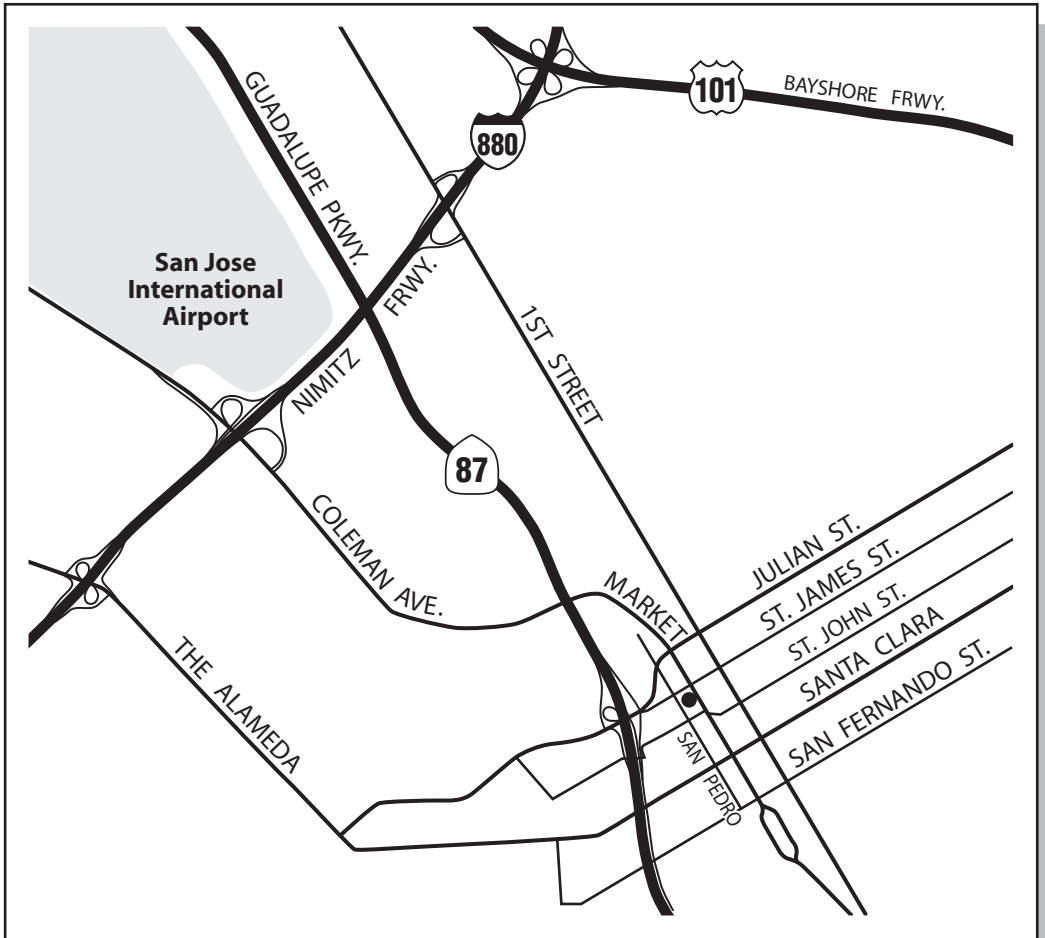 101
BAYSHORE FRWY.
880
GUADALUPE PKWY.
San Jose
International
Airport
NIMITZ FRWY.
1ST STREET
87
COLEMAN AVE.
MARKET
JULIAN ST.
ST. JAMES ST.
ST. JOHN ST.
SANTA CLARA
SAN FERNANDO ST.
THE ALAMEDA
SAN PEDRO